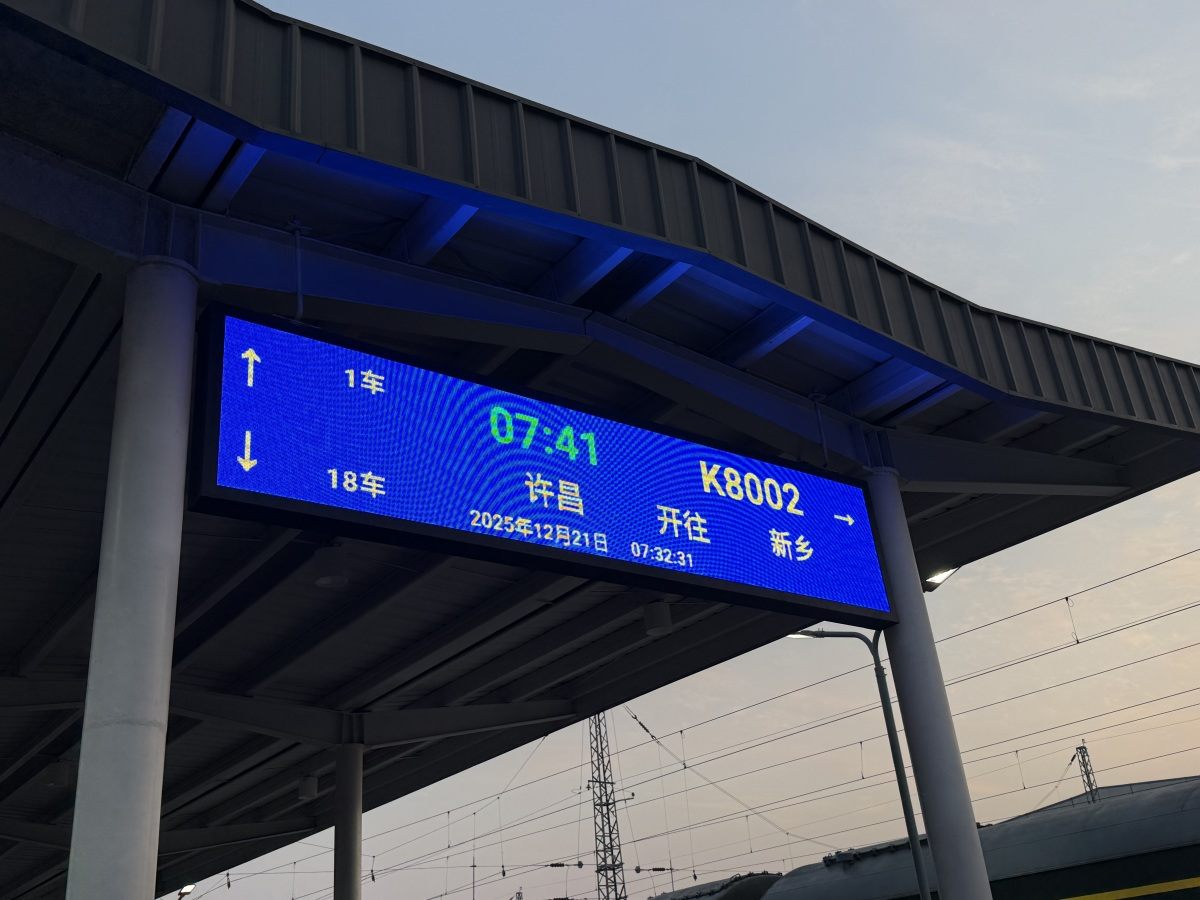 ↑ 1车
↓ 18车
07:41
许昌
2025年12月21日 07:32:31
开往
K8002 →
新乡